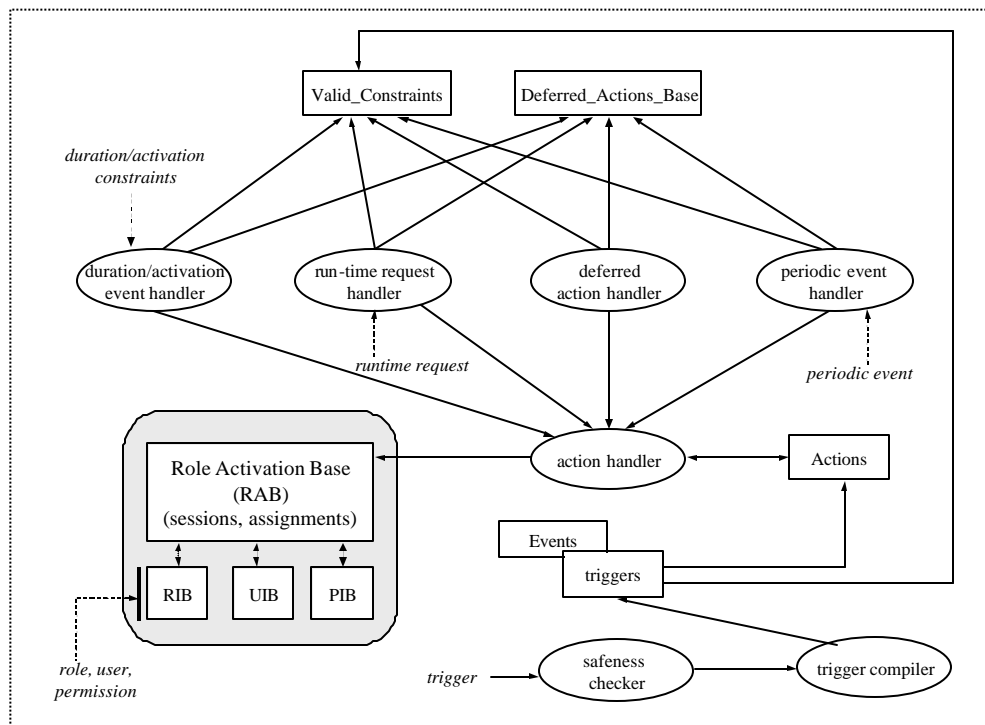 Valid_Constraints
Deferred_Actions_Base
duration/activation
constraints
duration/activation
event handler
run-time request
handler
deferred
action handler
periodic event
handler
runtime request
periodic event
Role Activation Base
(RAB)
(sessions, assignments)
action handler
Actions
Events
triggers
RIB
UIB
PIB
role, user,
permission
trigger
safeness
checker
trigger compiler